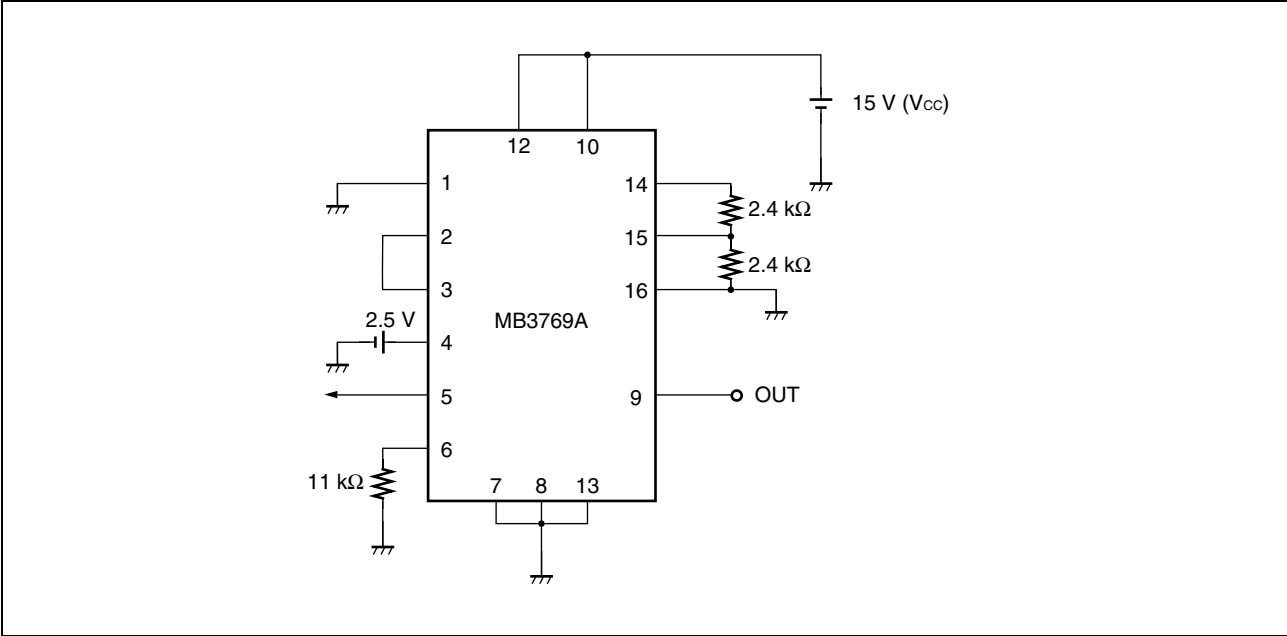 15 V (VCC)
12 10
1 14
2.4 kΩ
2 15
2.4 kΩ
3 16
MB3769A
2.5 V
4
5 9 OUT
6
11 kΩ
7 8 13